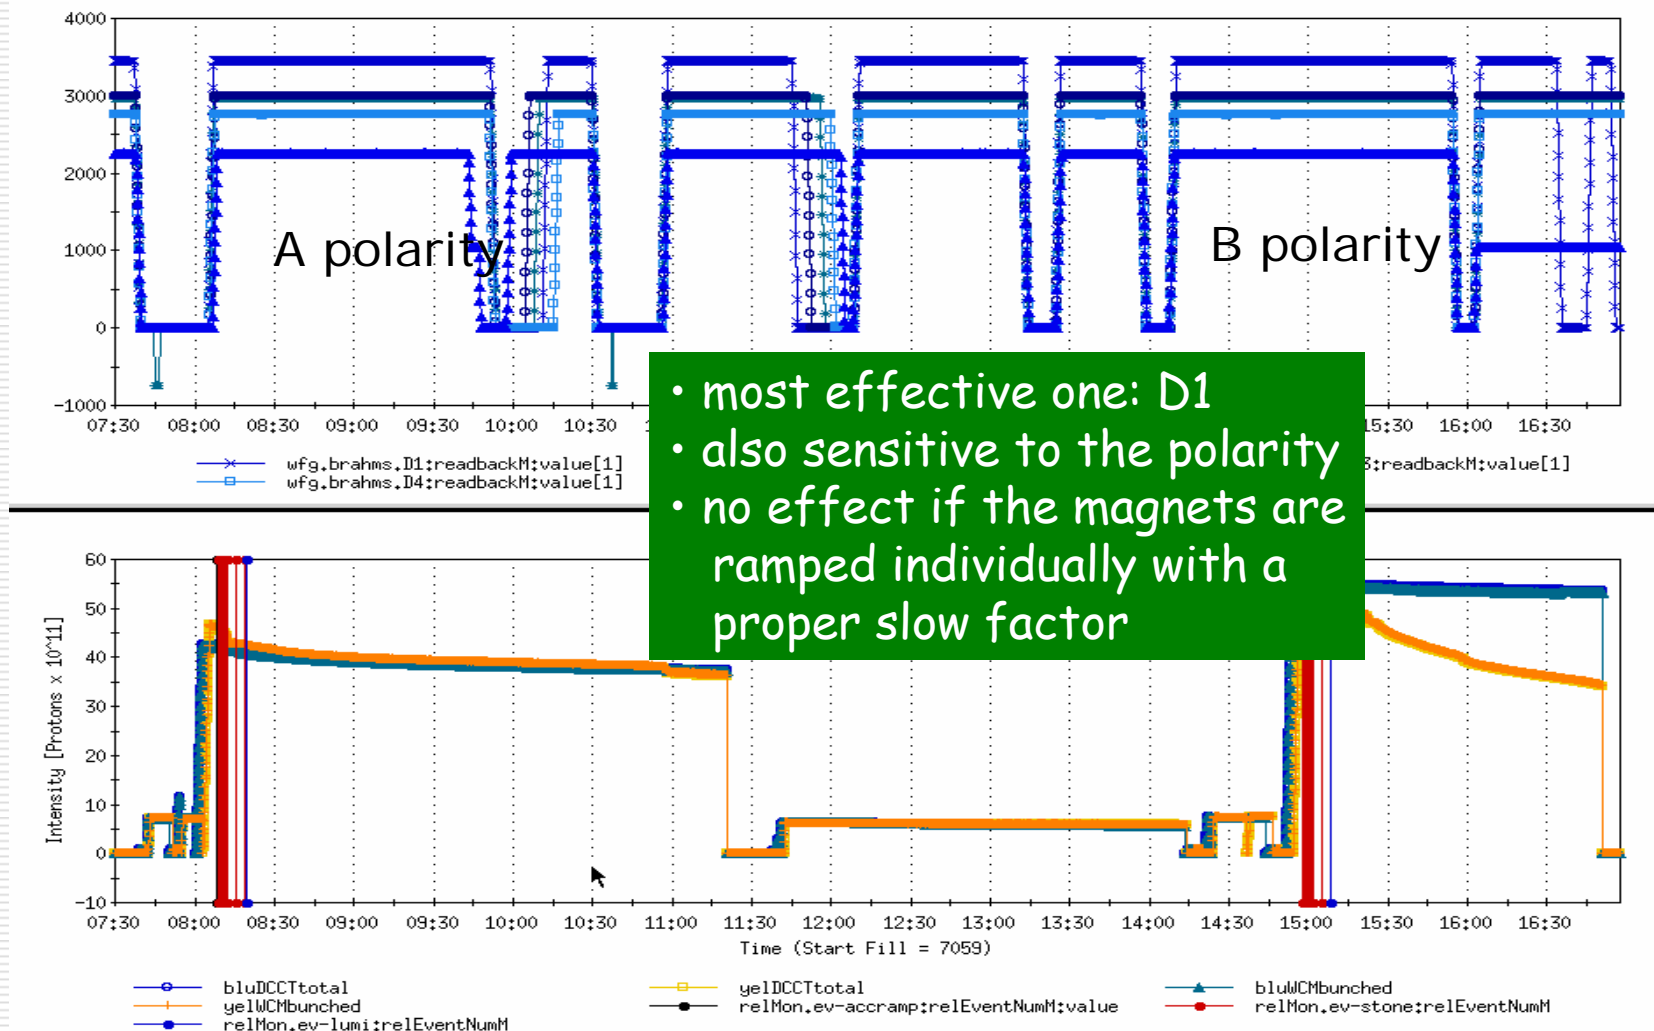 4000
3000
2000
1000
0
-1000
A polarity
B polarity
07:30 08:00 08:30 09:00 09:30 10:00 10:30 15:30 16:00 16:30
wfg.brahms.D1:readbackM:value[1]
wfg.brahms.D4:readbackM:value[1]
:readbackM:value[1]
• most effective one: D1
• also sensitive to the polarity
• no effect if the magnets are
ramped individually with a
proper slow factor
60
50
40
30
20
10
0
-10
Intensity [Protons x 10^11]
07:30 08:00 08:30 09:00 09:30 10:00 10:30 11:00 11:30 12:00 12:30 13:00 13:30 14:00 14:30 15:00 15:30 16:00 16:30
Time (Start Fill = 7059)
bluDCCTtotal
yelDCCTtotal
bluWCMbunched
yelWCMbunched
relMon.ev-accramp:relEventNumM:value
relMon.ev-stone:relEventNumM
relMon.ev-lumi:relEventNumM